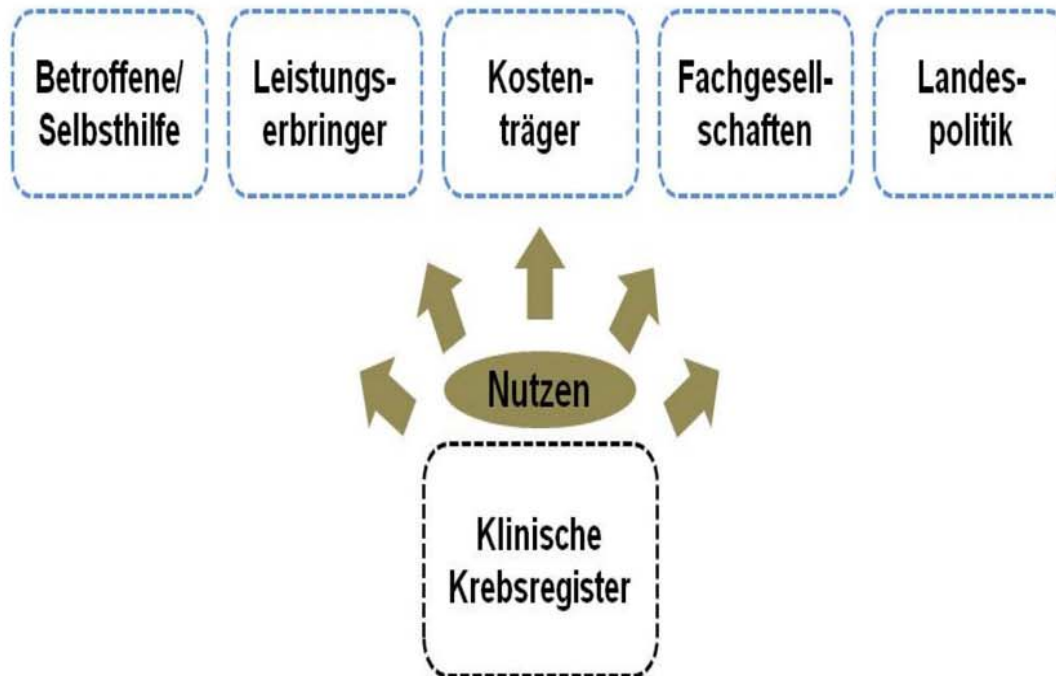 Betroffene/
Selbsthilfe
Leistungs-
erbringer
Kosten-
träger
Fachgesell-
schaften
Landes-
politik
Nutzen
Klinische
Krebsregister